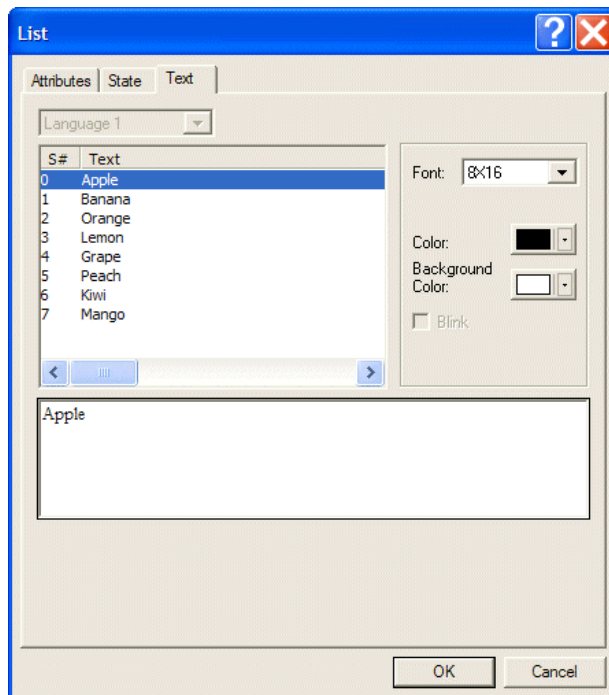 List
Attributes State Text
Language 1
S# Text
0 Apple
1 Banana
2 Orange
3 Lemon
4 Grape
5 Peach
6 Kiwi
7 Mango
Font: 8X16
Color:
Background
Color:
Blink
Apple
OK Cancel